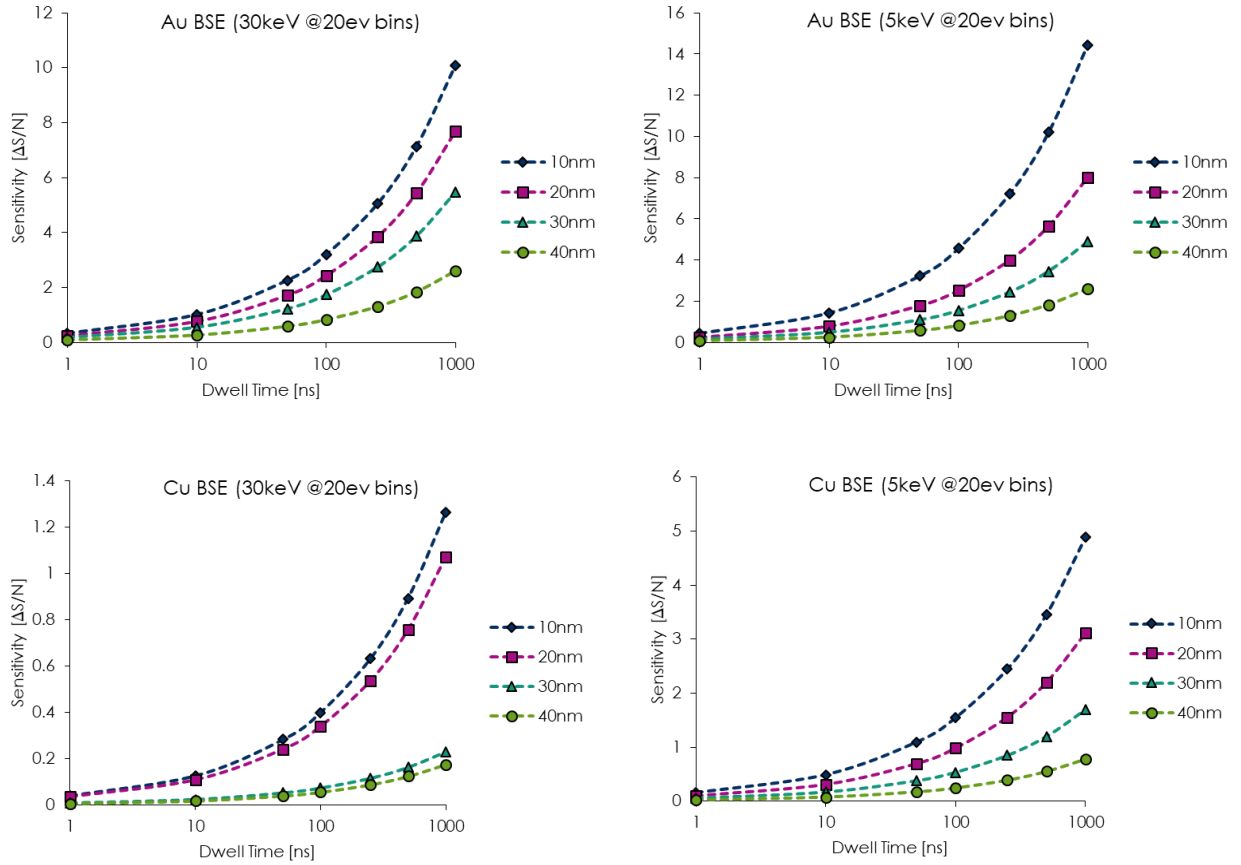 Au BSE (30keV @20ev bins)
12
10
8
6
4
2
0
Sensitivity [ΔS/N]
1
10
100
1000
Dwell Time [ns]
10nm
20nm
30nm
40nm
Au BSE (5keV @20ev bins)
16
14
12
10
8
6
4
2
0
Sensitivity [ΔS/N]
1
10
100
1000
Dwell Time [ns]
10nm
20nm
30nm
40nm
Cu BSE (30keV @20ev bins)
1.4
1.2
1
0.8
0.6
0.4
0.2
0
Sensitivity [ΔS/N]
1
10
100
1000
Dwell Time [ns]
10nm
20nm
30nm
40nm
Cu BSE (5keV @20ev bins)
6
5
4
3
2
1
0
Sensitivity [ΔS/N]
1
10
100
1000
Dwell Time [ns]
10nm
20nm
30nm
40nm